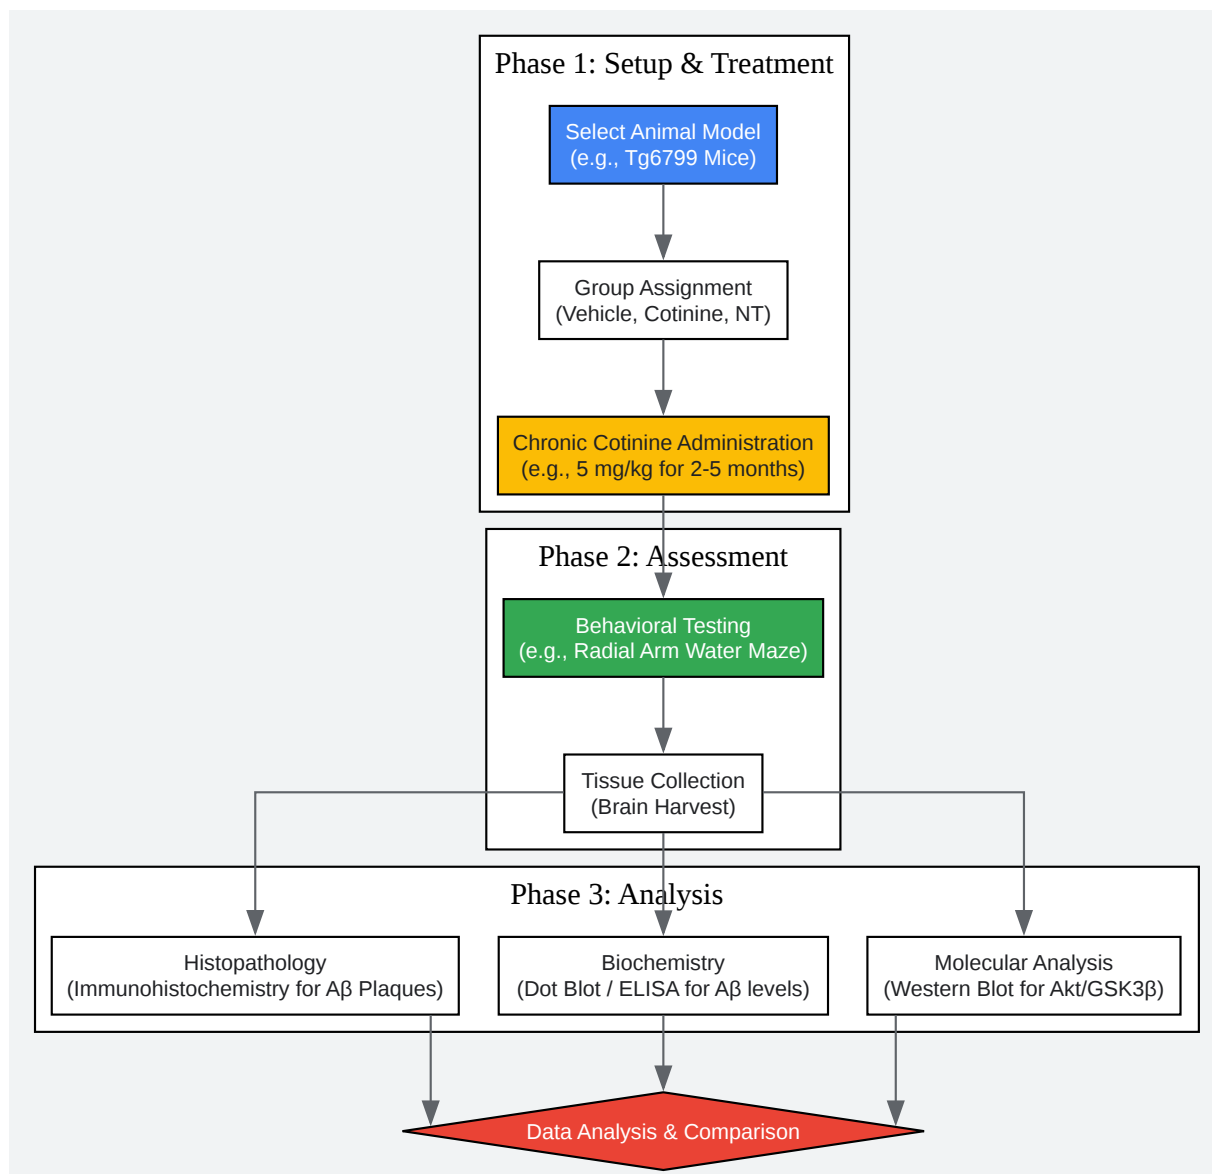 Phase 1: Setup & Treatment
Select Animal Model
(e.g., Tg6799 Mice)
Group Assignment
(Vehicle, Cotinine, NT)
Chronic Cotinine Administration
(e.g., 5 mg/kg for 2-5 months)
Phase 2: Assessment
Behavioral Testing
(e.g., Radial Arm Water Maze)
Tissue Collection
(Brain Harvest)
Phase 3: Analysis
Histopathology
(Immunohistochemistry for Aβ Plaques)
Biochemistry
(Dot Blot / ELISA for Aβ levels)
Molecular Analysis
(Western Blot for Akt/GSK3β)
Data Analysis & Comparison